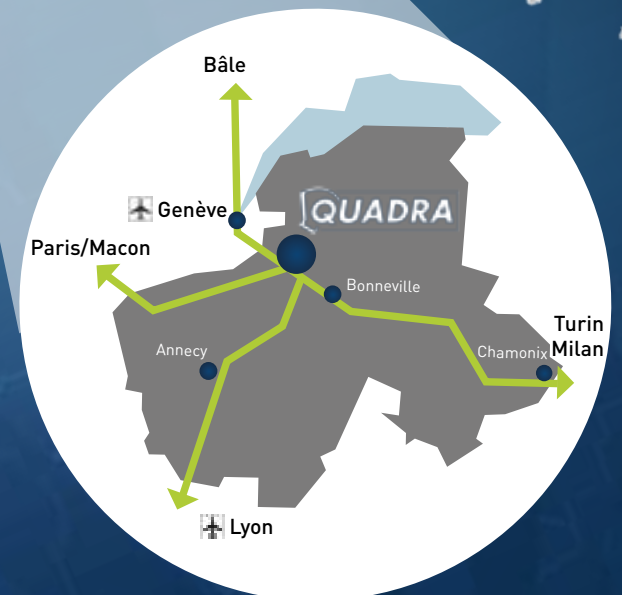 Bâle
Genève
QUADRA
Paris/Macon
Bonneville
Annecy
Chamonix
Turin
Milan
Lyon